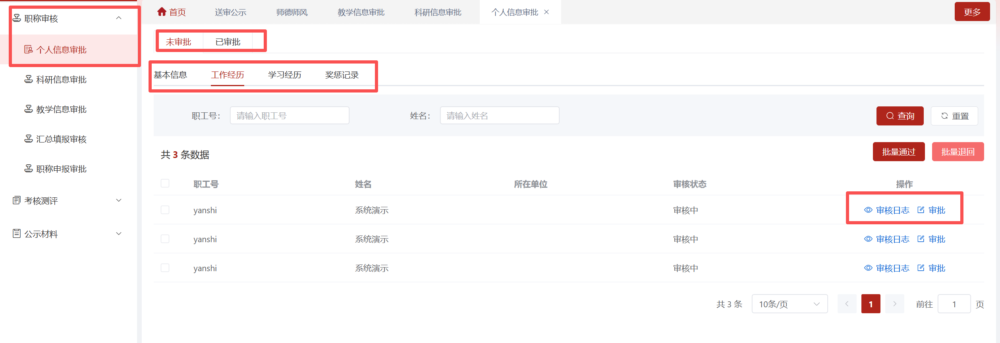 职称审核
个人信息审批
科研信息审批
教学信息审批
汇总填报审核
职称申报审批
考核测评
公示材料
首页 送审公示 师德师风 教学信息审批 科研信息审批 个人信息审批 更多
未审批 已审批
基本信息 工作经历 学习经历 奖惩记录
职工号： 请输入职工号 姓名： 请输入姓名 查询 重置
共 3 条数据 批量通过 批量退回
职工号 姓名 所在单位 审核状态 操作
yanshi 系统演示 审核中 审核日志 审批
yanshi 系统演示 审核中 审核日志 审批
yanshi 系统演示 审核中 审核日志 审批
共 3 条 10条/页 1 前往 1 页